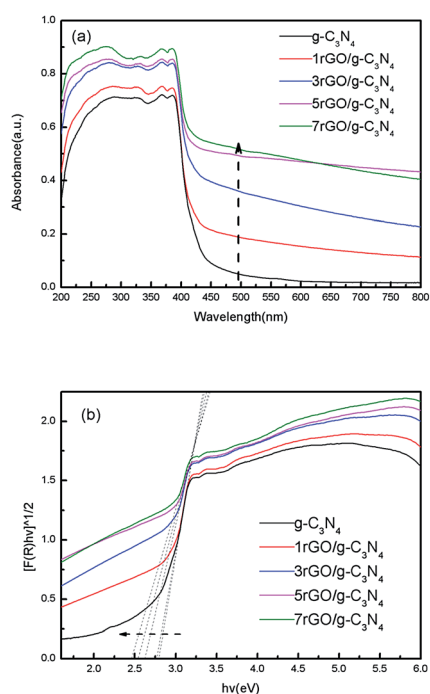 (a)
g-C₃N₄
1rGO/g-C₃N₄
3rGO/g-C₃N₄
5rGO/g-C₃N₄
7rGO/g-C₃N₄
1.0
0.8
0.6
0.4
0.2
0.0
Absorbance(a.u.)
200 250 300 350 400 450 500 550 600 650 700 750 800
Wavelength(nm)
(b)
2.0
1.5
1.0
0.5
0.0
[F(R)hv]^1/2
g-C₃N₄
1rGO/g-C₃N₄
3rGO/g-C₃N₄
5rGO/g-C₃N₄
7rGO/g-C₃N₄
2.0 2.5 3.0 3.5 4.0 4.5 5.0 5.5 6.0
hv(eV)